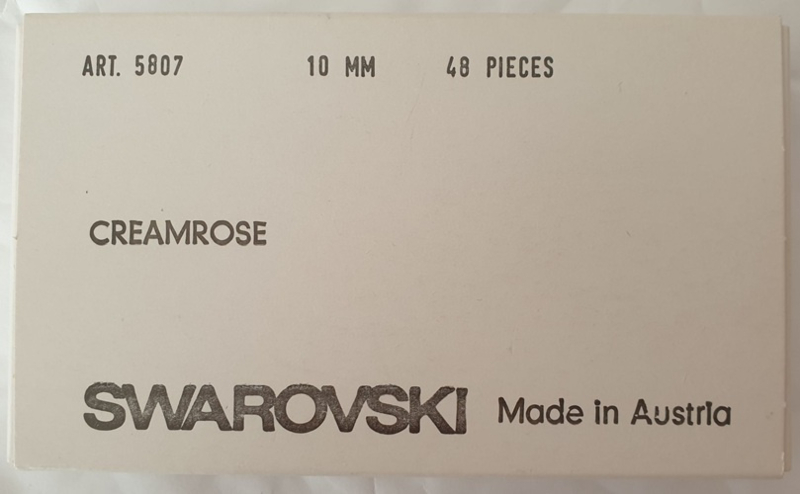 ART. 5807 10 MM 48 PIECES
CREAMROSE
SWAROVSKI Made in Austria